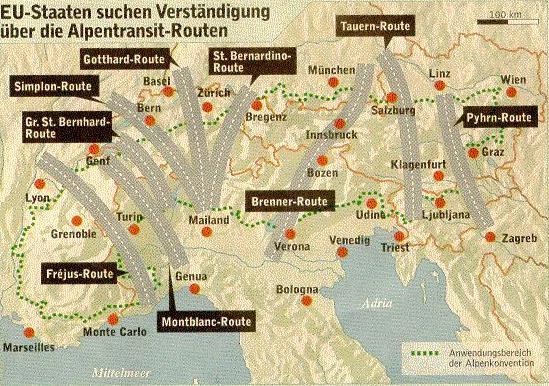 EU-Staaten suchen Verständigung
über die Alpentransit-Routen
100 km
Tauern-Route
Gotthard-Route
St. Bernardino-
Route
Simplon-Route
Basel
Zürich
München
Linz
Wien
Bern
Bregenz
Salzburg
Pyhrn-Route
Gr. St. Bernhard-
Route
Innsbruck
Genf
Graz
Bozen
Klagenfurt
Lyon
Brenner-Route
Grenoble
Turin
Mailand
Udine
Ljubljana
Verona
Venedig
Triest
Zagreb
Fréjus-Route
Genua
Bologna
Adria
Montblanc-Route
Monte Carlo
Marseilles
Mittelmeer
Anwendungsbereich
der Alpenkonvention